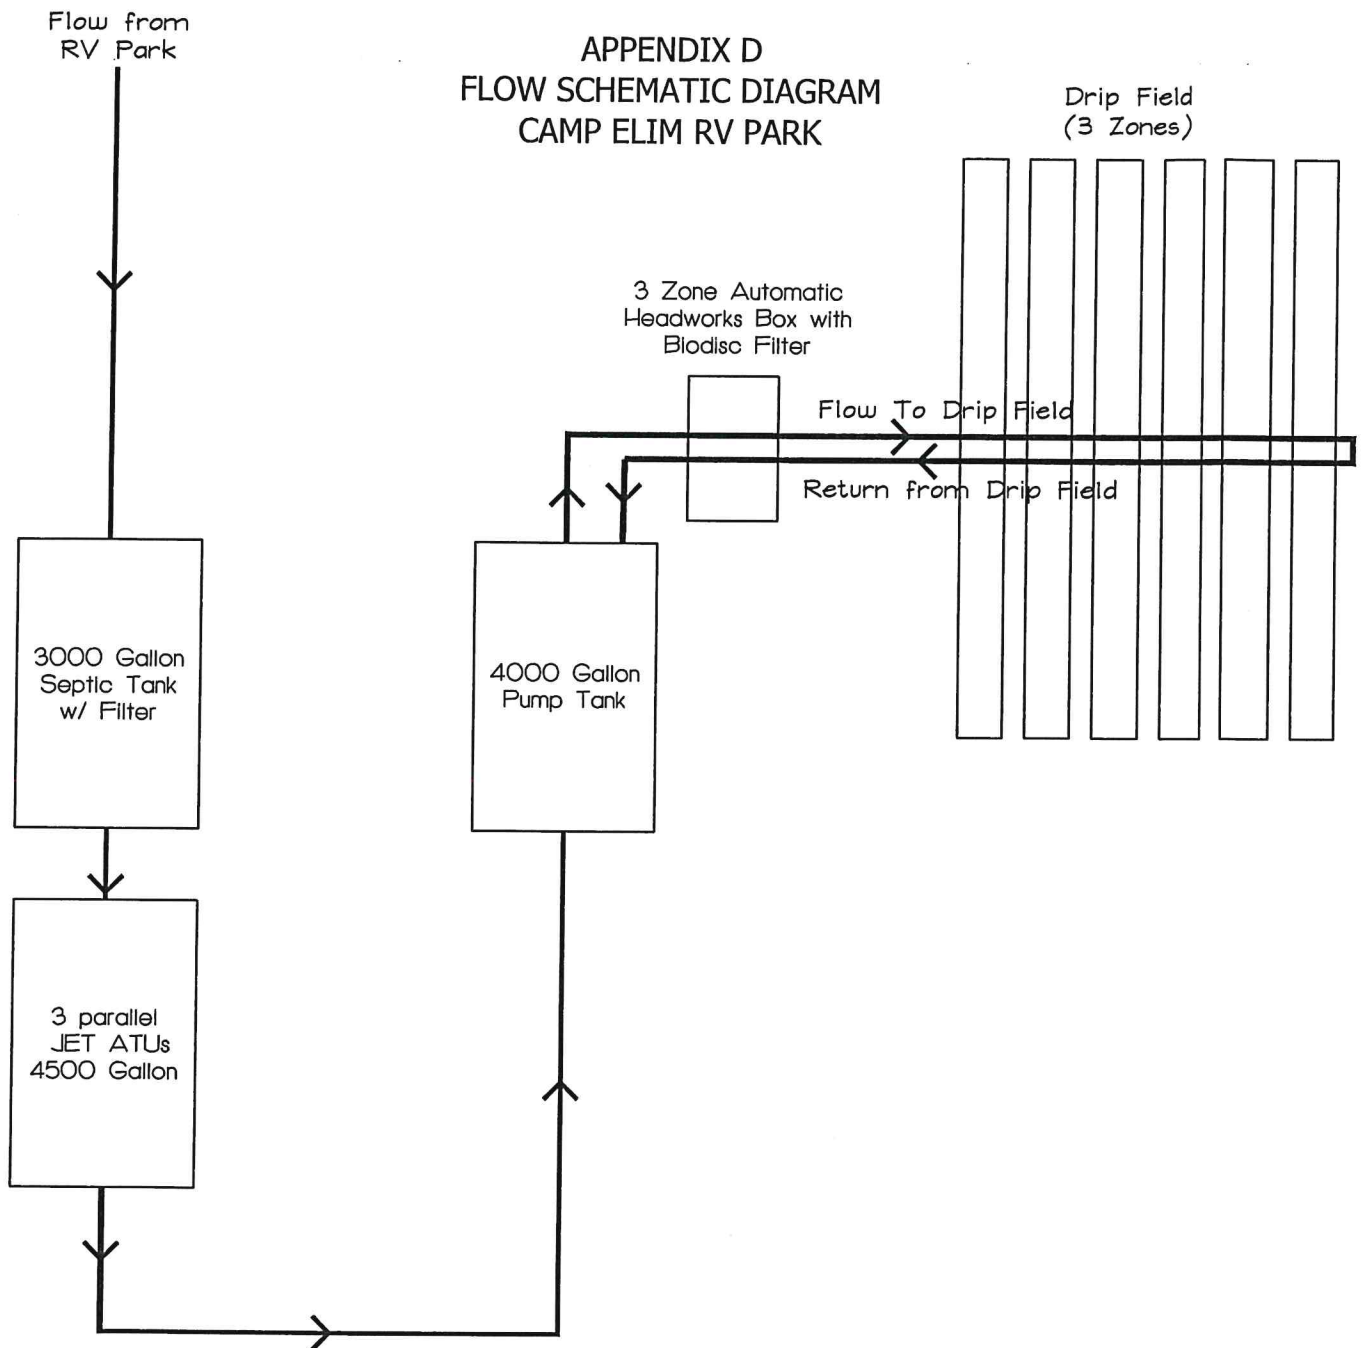 Flow from
RV Park
APPENDIX D
FLOW SCHEMATIC DIAGRAM
CAMP ELIM RV PARK
Drip Field
(3 Zones)
3 Zone Automatic
Headworks Box with
Biodisc Filter
Flow To Drip Field
Return from Drip Field
3000 Gallon
Septic Tank
w/ Filter
4000 Gallon
Pump Tank
3 parallel
JET ATUs
4500 Gallon